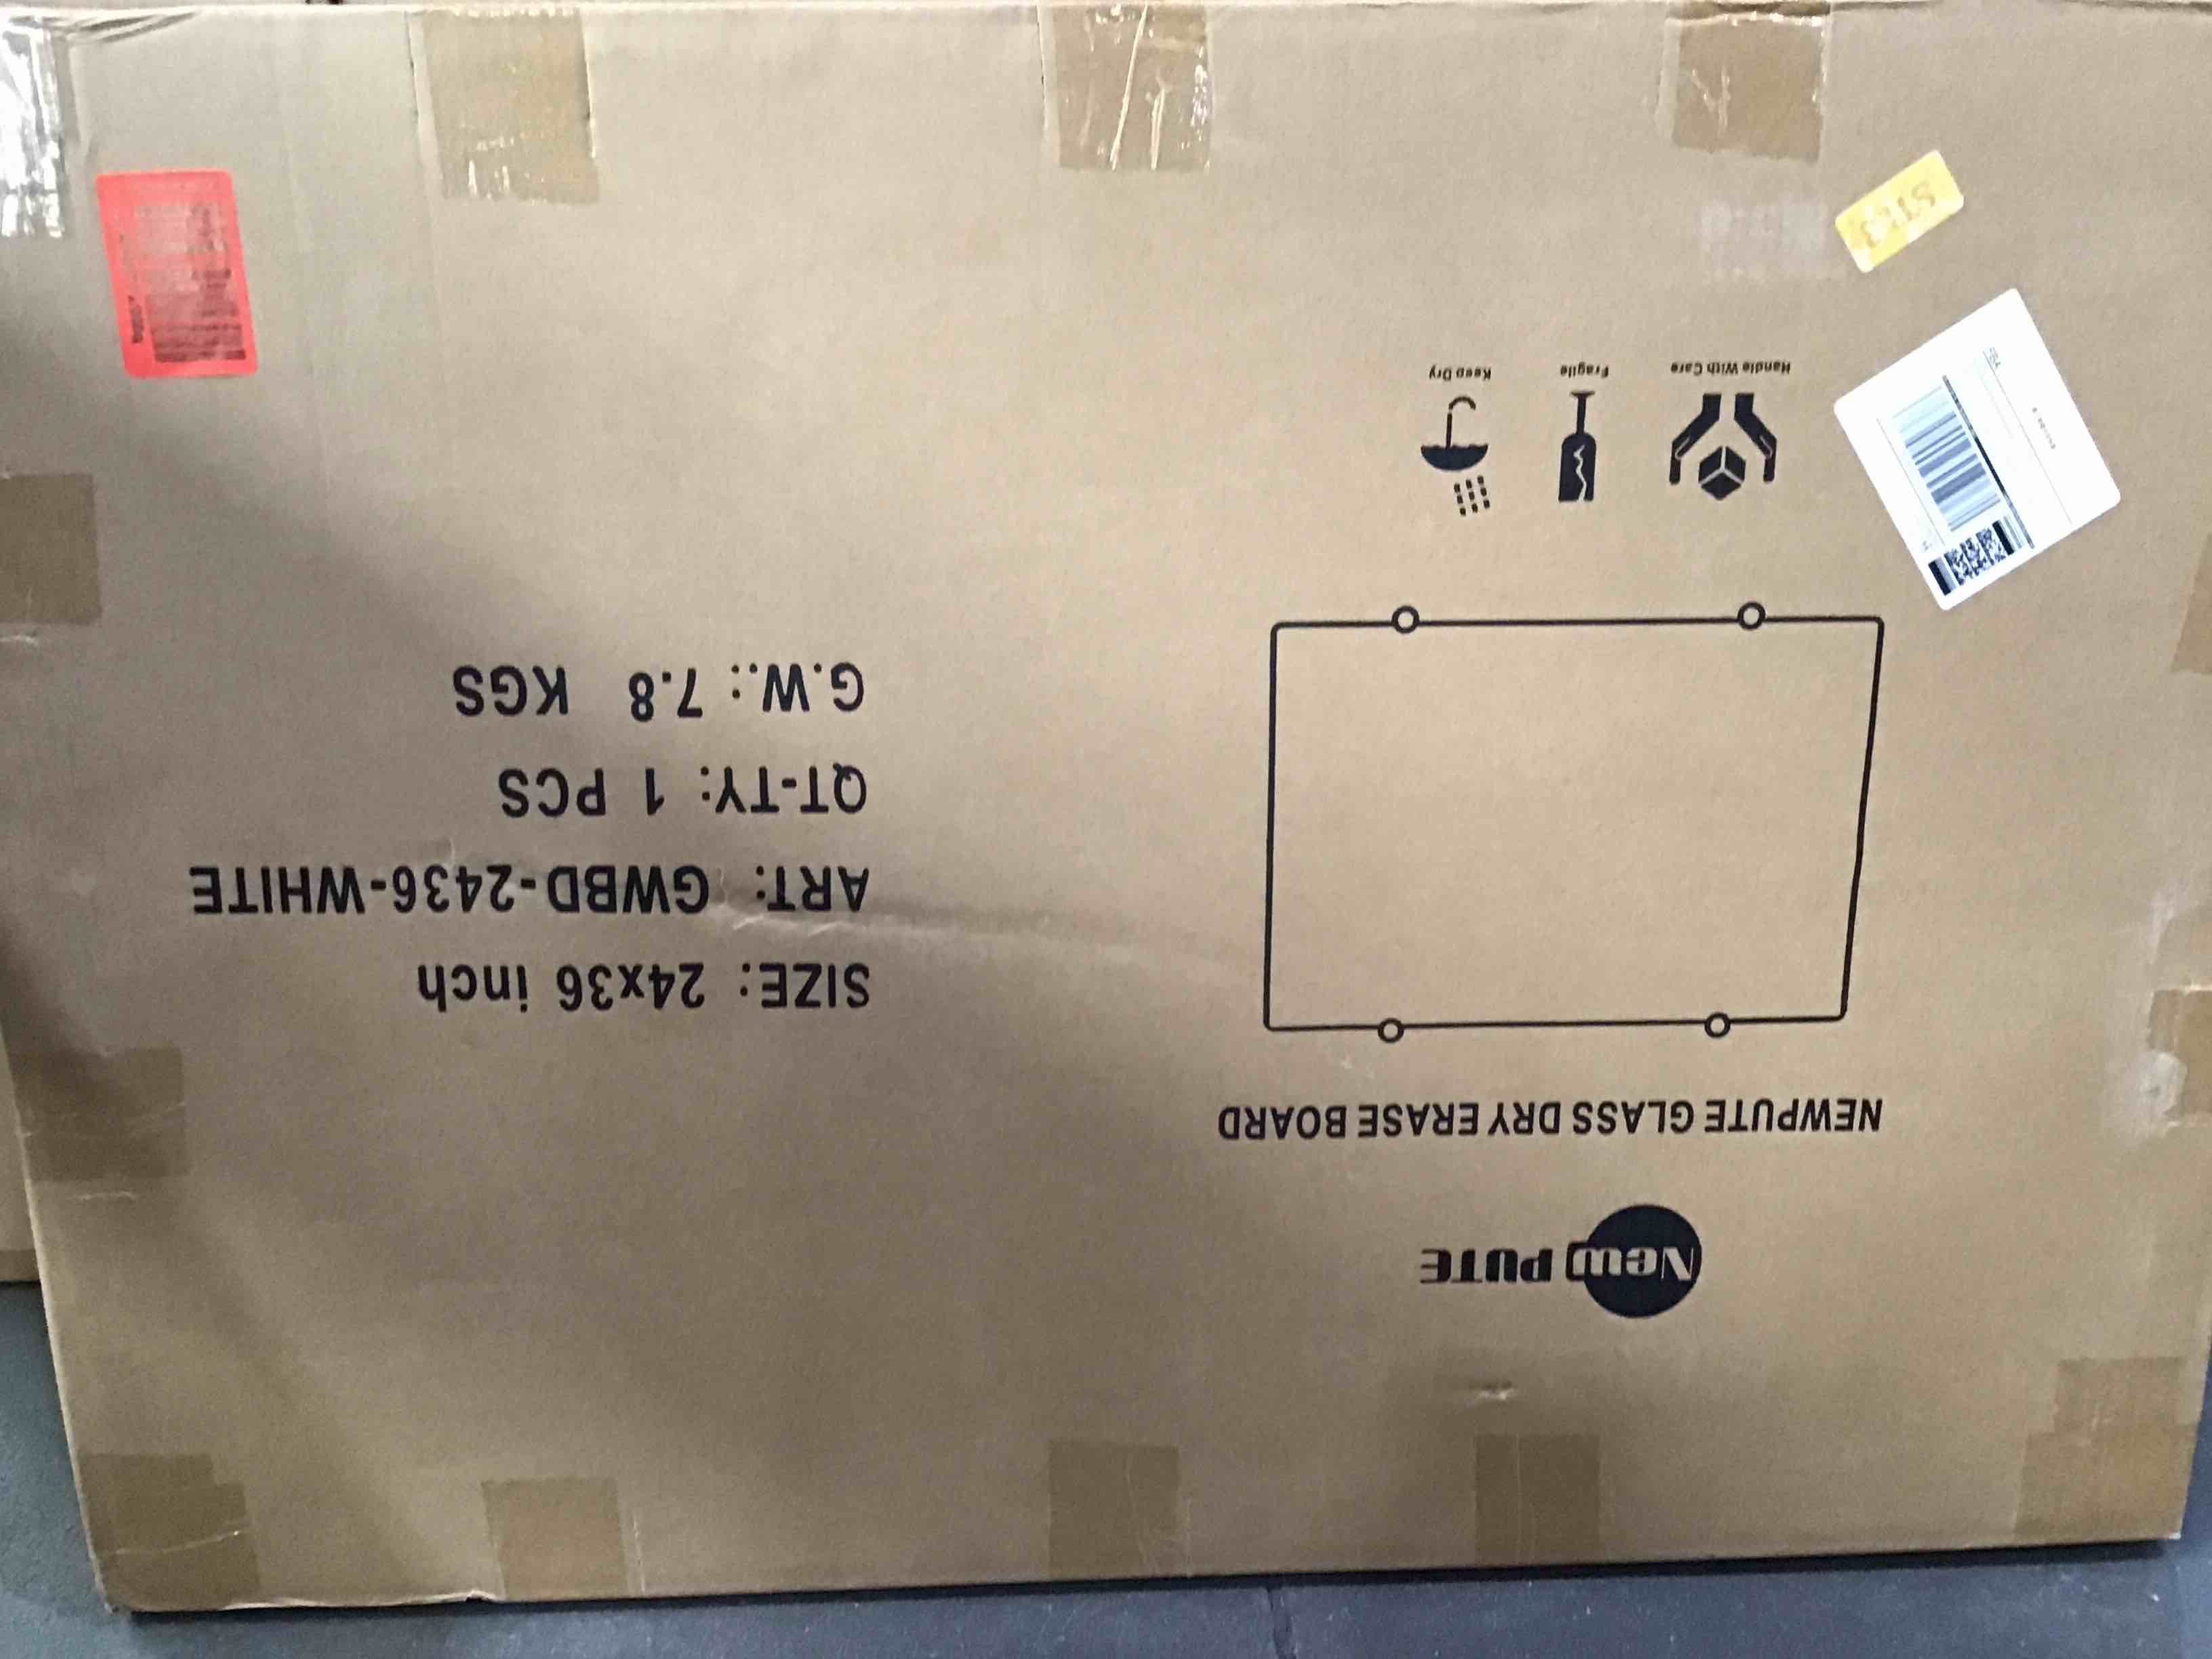 New PUTE
NEWPUTE GLASS DRY ERASE BOARD
SIZE: 24x36 inch
ART: GWBD-2436-WHITE
QT-TY: 1 PCS
G.W.: 7.8 KGS
Handle With Care
Fragile
Keep Dry